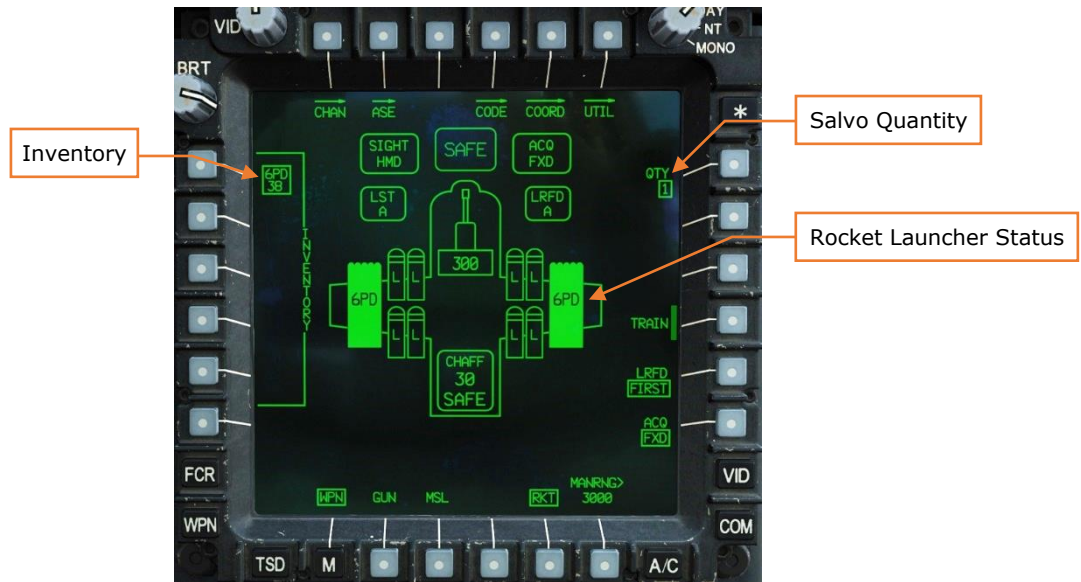 VID
AY
NT
MONO
BRT
CHAN
ASE
CODE
COORD
UTIL
*
Salvo Quantity
Inventory
6PD
38
SIGHT
HMD
SAFE
ACQ
FXD
QTY
1
LST
A
LRFD
A
Rocket Launcher Status
INVENTORY
300
L L
L L
6PD
6PD
TRAIN
L L
L L
CHAFF
30
SAFE
LRFD
FIRST
ACQ
FXD
FCR
VID
WPN
GUN
MSL
RKT
MANRNG>
3000
WPN
COM
TSD
M
A/C